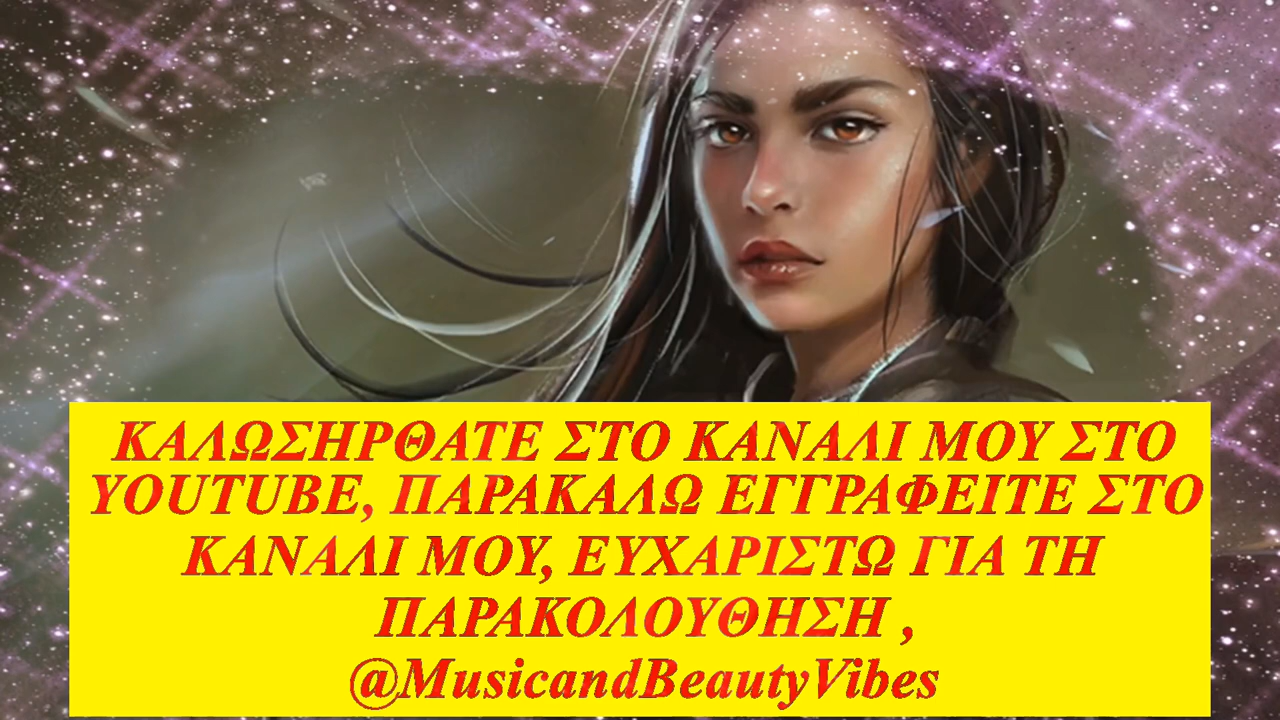 ΚΑΛΩΣΗΡΘΑΤΕ ΣΤΟ ΚΑΝΑΛΙ ΜΟΥ ΣΤΟ
YOUTUBE, ΠΑΡΑΚΑΛΩ ΕΓΓΡΑΦΕΙΤΕ ΣΤΟ
ΚΑΝΑΛΙ ΜΟΥ, ΕΥΧΑΡΙΣΤΩ ΓΙΑ ΤΗ
ΠΑΡΑΚΟΛΟΥΘΗΣΗ ,
@MusicandBeautyVibes